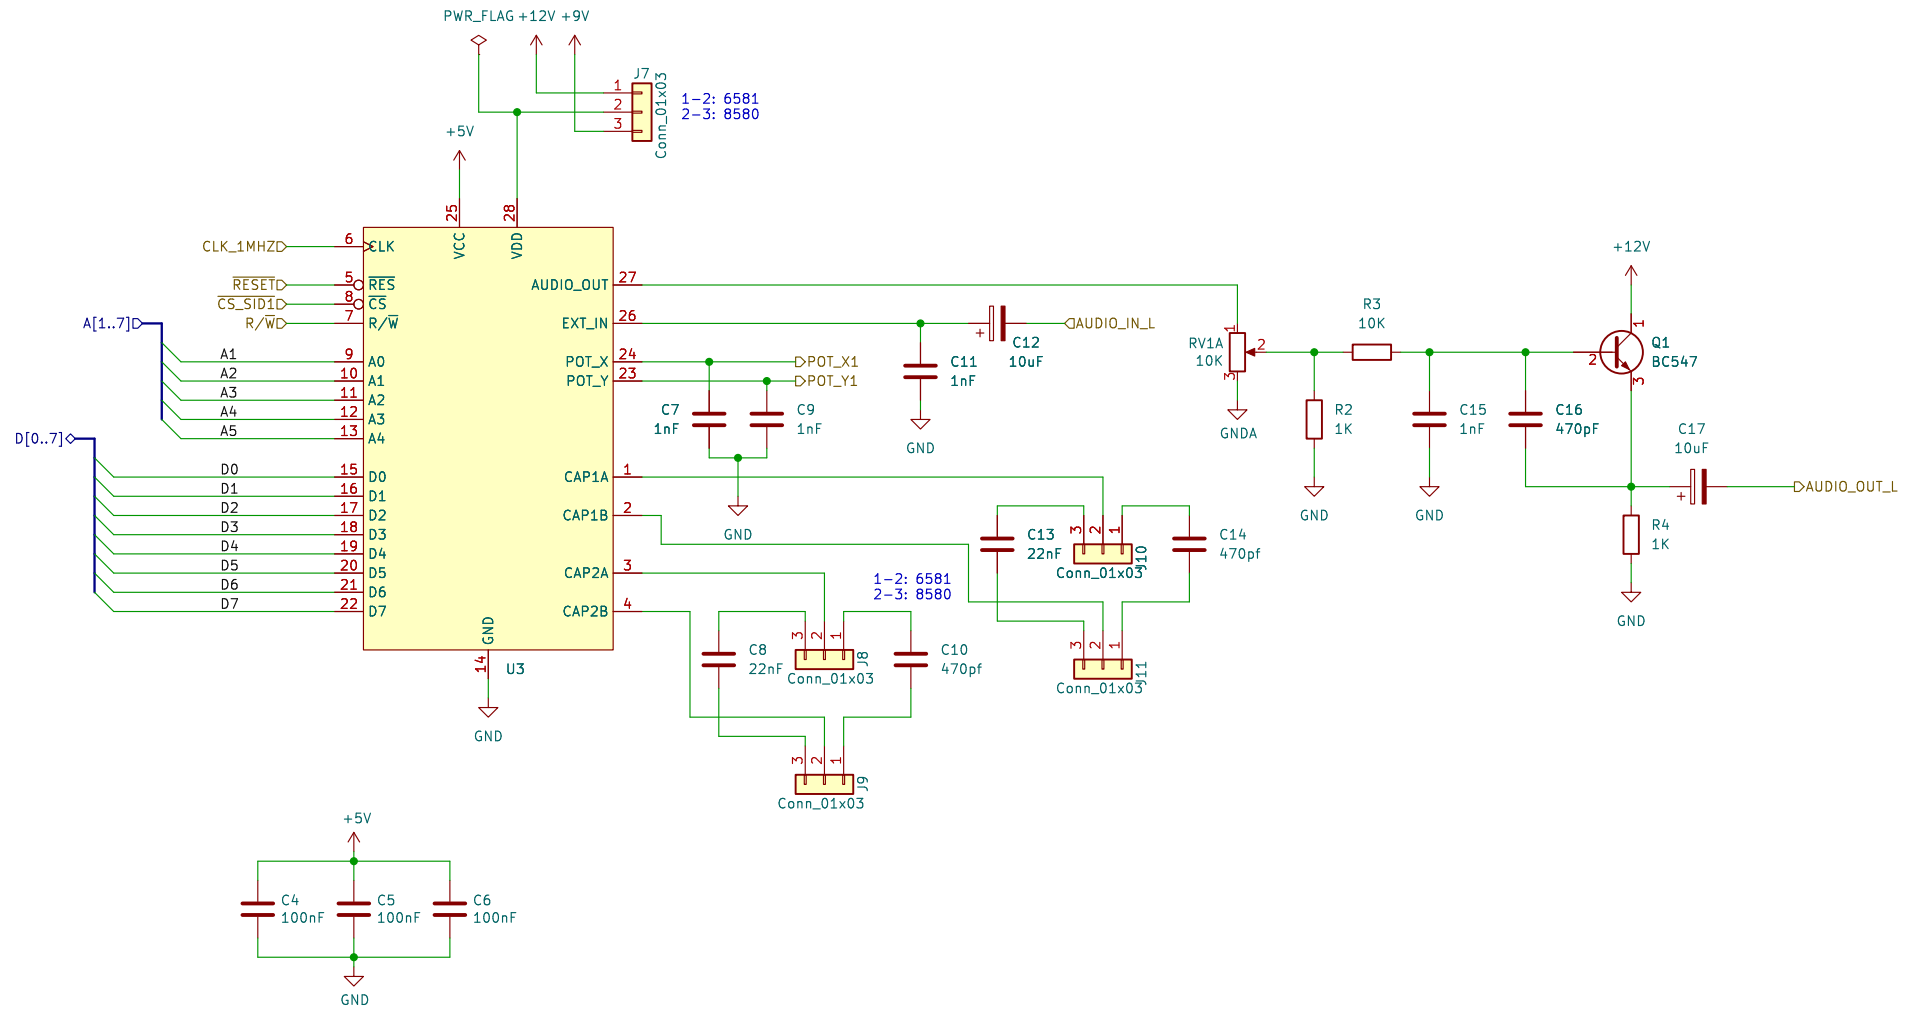 PWR_FLAG +12V +9V
J7
Conn_01x03
1
2
3
1-2: 6581
2-3: 8580
+5V
25
28
VCC
VDD
CLK_1MHZ 6 CLK
RESET 5 RES
CS_SID1 8 CS
R/W 7 R/W
A[1..7]
A1 9 A0
A2 10 A1
A3 11 A2
A4 12 A3
A5 13 A4
D[0..7]
D0 15 D0
D1 16 D1
D2 17 D2
D3 18 D3
D4 19 D4
D5 20 D5
D6 21 D6
D7 22 D7
AUDIO_OUT 27
EXT_IN 26
POT_X 24
POT_Y 23
CAP1A 1
CAP1B 2
CAP2A 3
CAP2B 4
GND
14
U3
GND
POT_X1
POT_Y1
C7
1nF
C9
1nF
GND
C11
1nF
GND
+
C12
10uF
AUDIO_IN_L
1
RV1A
10K
2
3
GNDA
R2
1K
GND
R3
10K
C15
1nF
GND
C16
470pF
+12V
1
Q1
BC547
2
3
C17
10uF
+
AUDIO_OUT_L
R4
1K
GND
C13
22nF
3
2
1
J10
Conn_01x03
C14
470pf
3
2
1
J11
Conn_01x03
1-2: 6581
2-3: 8580
C8
22nF
3
2
1
J8
Conn_01x03
C10
470pf
3
2
1
J9
Conn_01x03
+5V
C4
100nF
C5
100nF
C6
100nF
GND